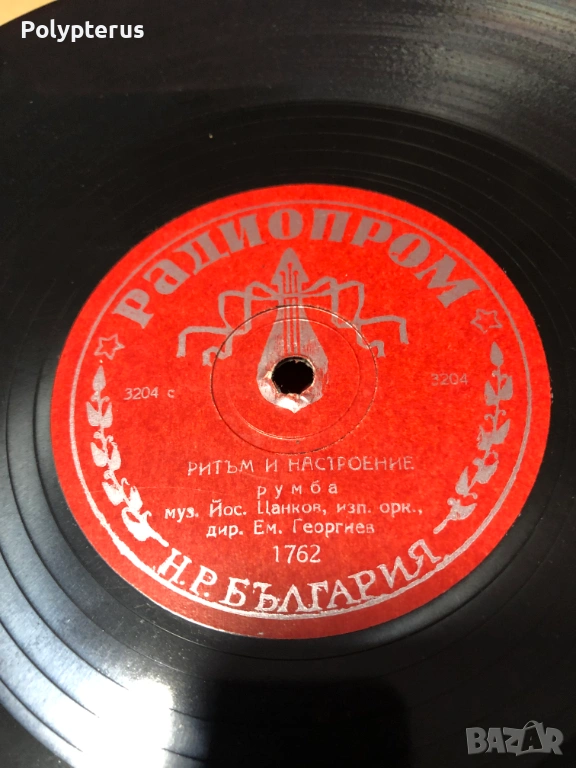 Polypterus
РАДИОПРОМ
3204 с
3204
РИТЪМ И НАСТРОЕНИЕ
румба
муз. Йос. Цанков, изп. орк.,
дир. Ем. Георгиев
1762
Н.Р. БЪЛГАРИЯ
BAZAR